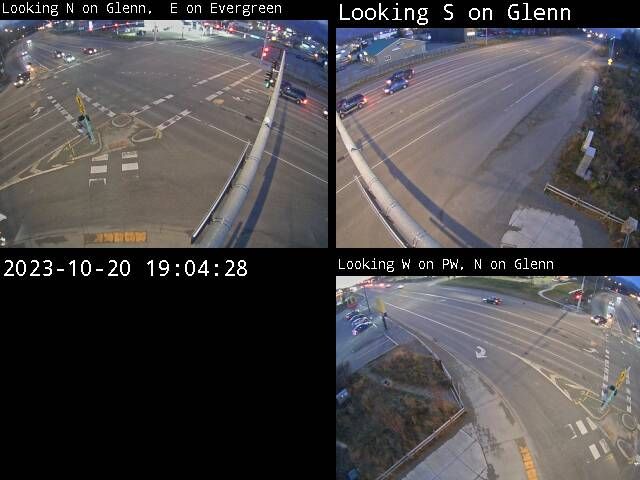 Looking N on Glenn, E on Evergreen
Looking S on Glenn
2023-10-20 19:04:28
Looking W on PW, N on Glenn